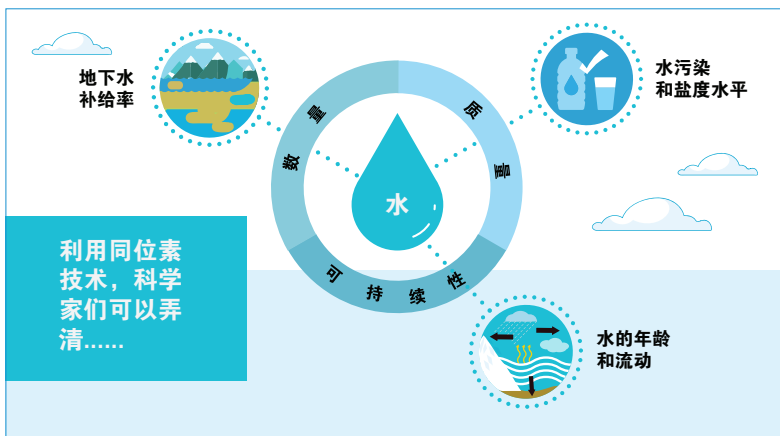 地下水
补给率
水污染
和盐度水平
数量
质量
水
可持续性
利用同位素
技术，科学
家们可以弄
清......
水的年龄
和流动